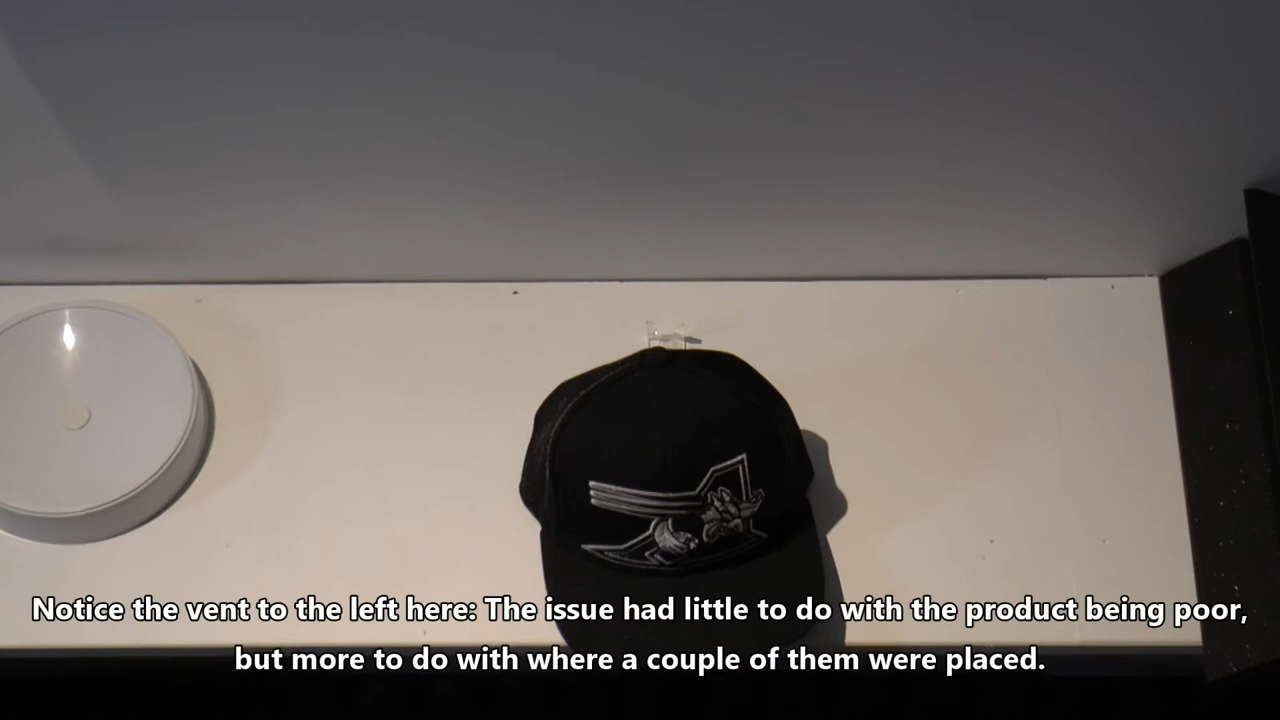 Notice the vent to the left here: The issue had little to do with the product being poor,
but more to do with where a couple of them were placed.